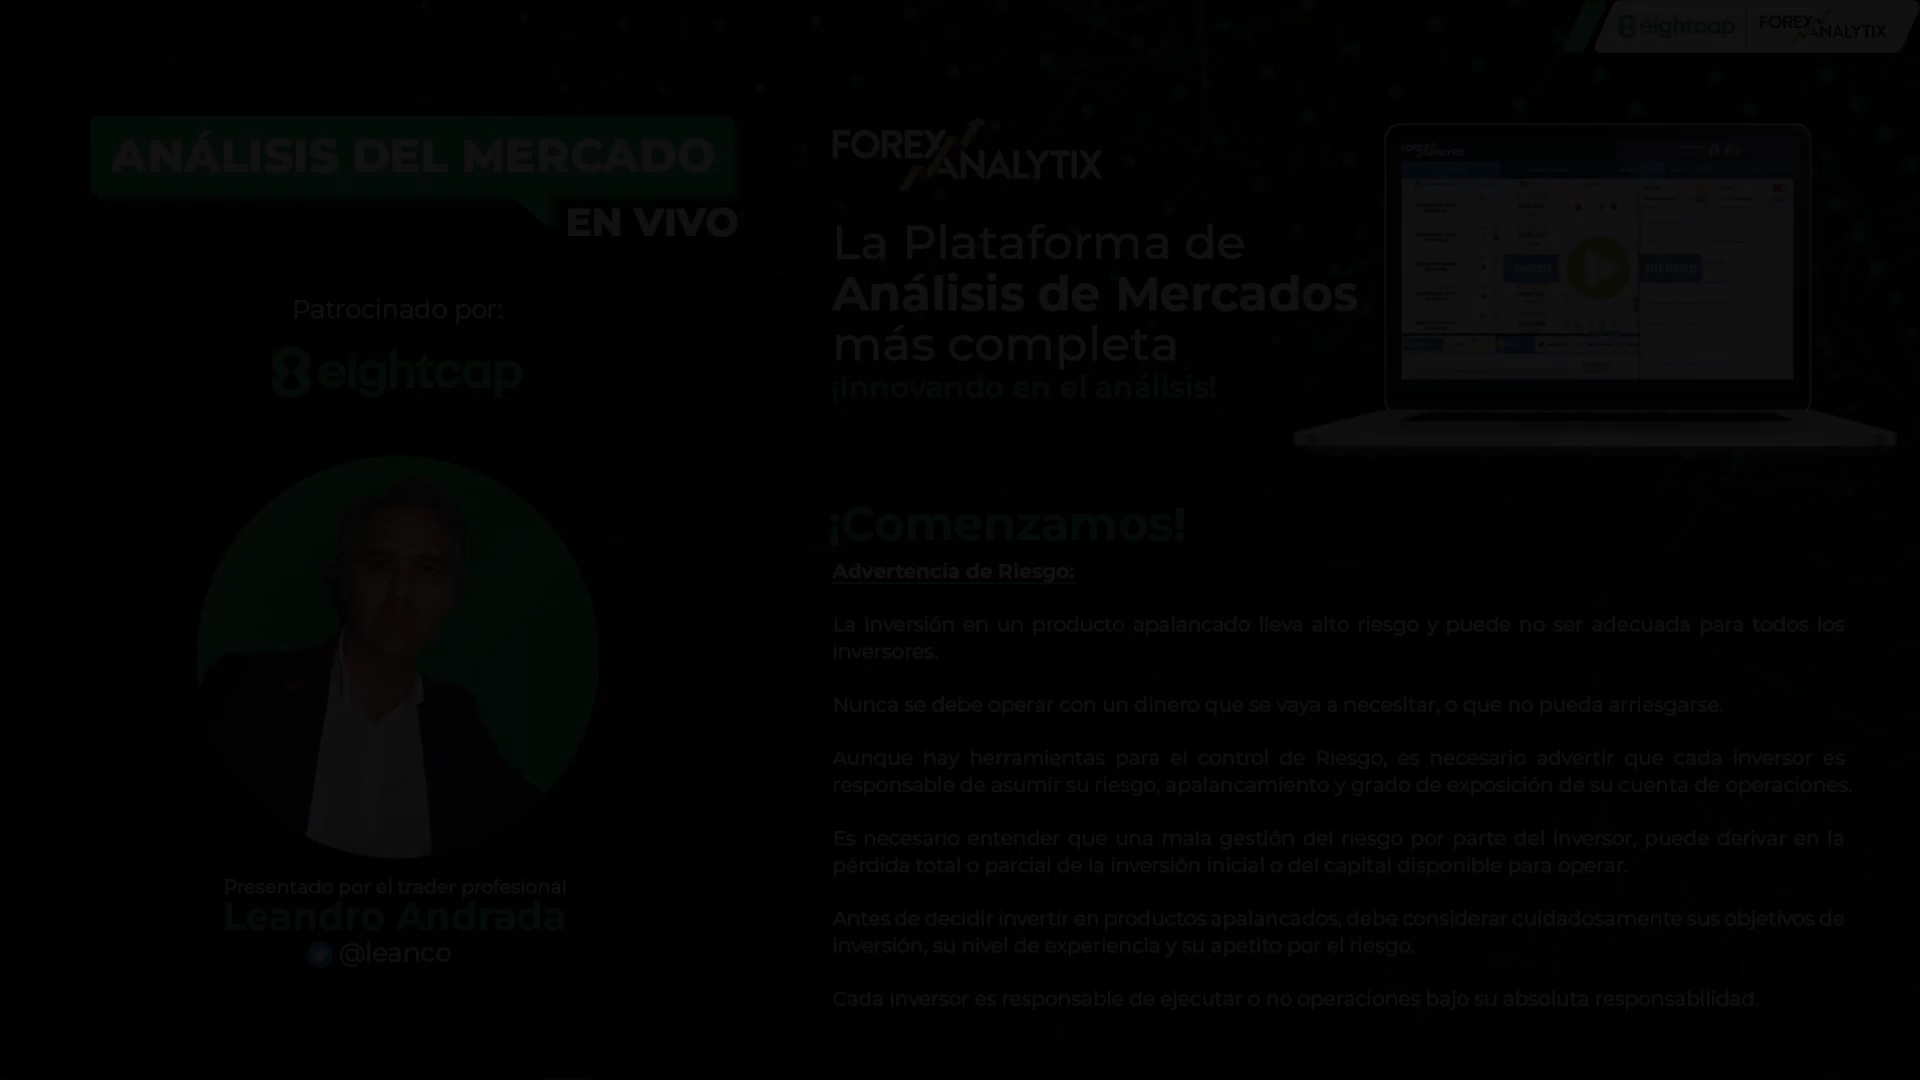 eightcap
FOREX ANALYTIX
ANÁLISIS DEL MERCADO
EN VIVO
Patrocinado por:
eightcap
Presentado por el trader profesional
Leandro Andrada
@leanco
FOREX ANALYTIX
La Plataforma de
Análisis de Mercados
más completa
¡Innovando en el análisis!
¡Comenzamos!
Advertencía de Riesgo:
La inversión en un producto apalancado lleva alto riesgo y puede no ser adecuada para todos los
inversores.
Nunca se debe operar con un dinero que se vaya a necesitar, o que no pueda arriesgarse.
Aunque hay herramientas para el control de Riesgo, es necesario advertir que cada inversor es
responsable de asumir su riesgo, apalancamiento y grado de exposición de su cuenta de operaciones.
Es necesario entender que una mala gestión del riesgo por parte del inversor, puede derivar en la
pérdida total o parcial de la inversión inicial o del capital disponible para operar.
Antes de decidir invertir en productos apalancados, debe considerar cuidadosamente sus objetivos de
inversión, su nivel de experiencia y su apetito por el riesgo.
Cada inversor es responsable de ejecutar o no operaciones bajo su absoluta responsabilidad.